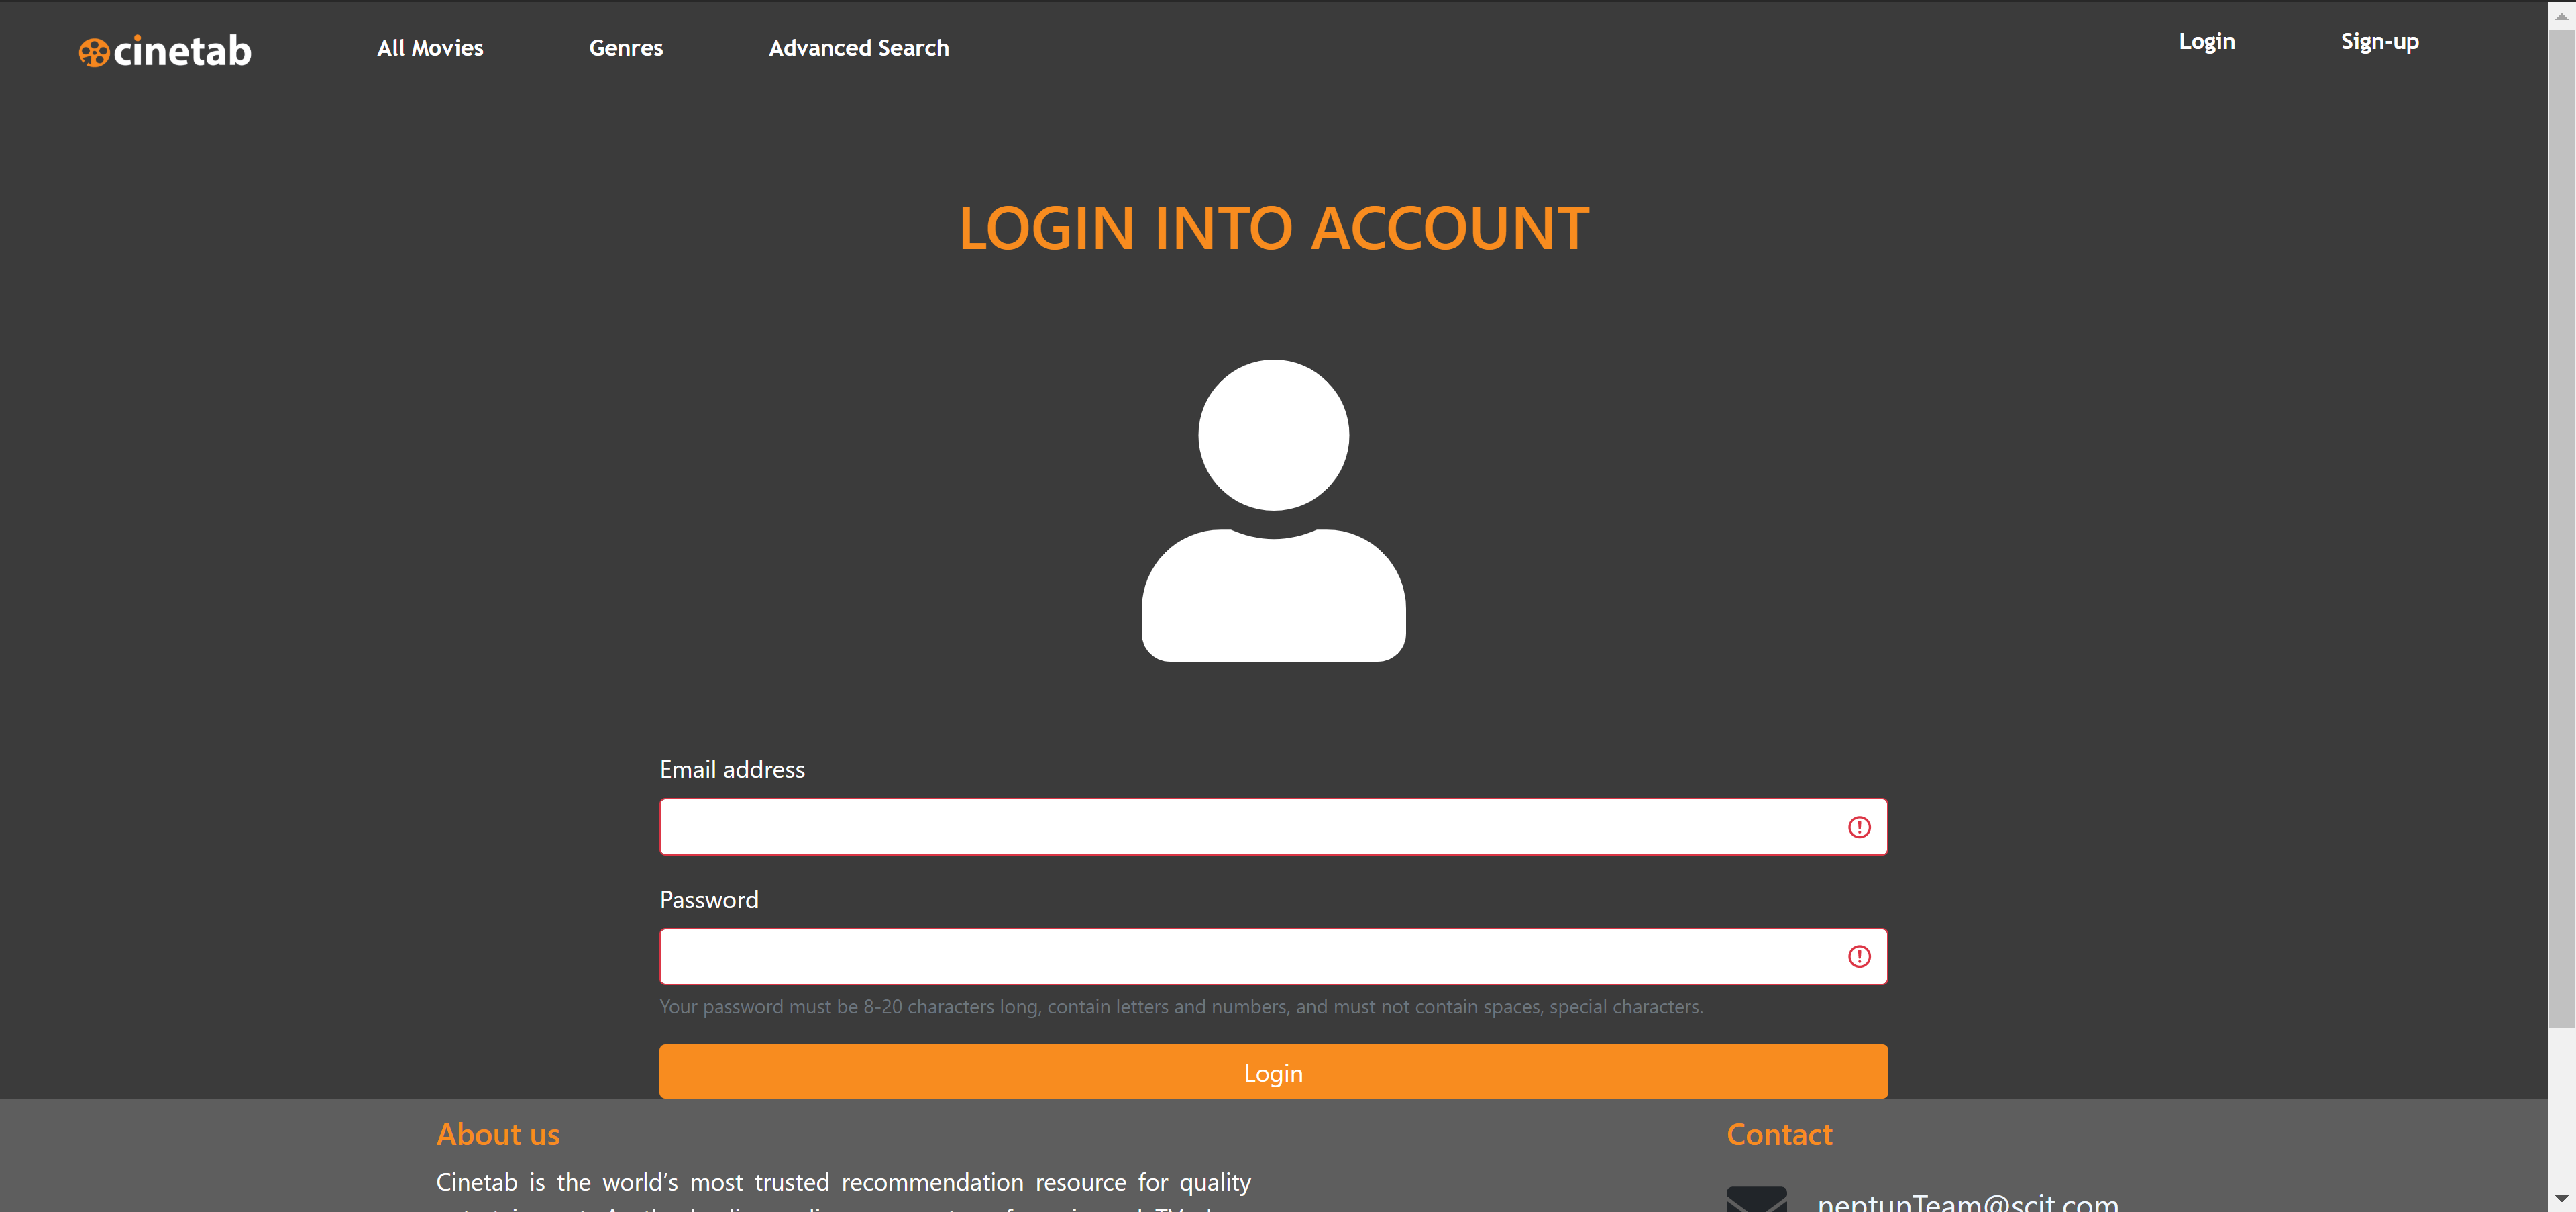 cinetab
All Movies
Genres
Advanced Search
Login
Sign-up
LOGIN INTO ACCOUNT
Email address
Password
Your password must be 8-20 characters long, contain letters and numbers, and must not contain spaces, special characters.
Login
About us
Cinetab is the world’s most trusted recommendation resource for quality
Contact
neptunTeam@scit.com